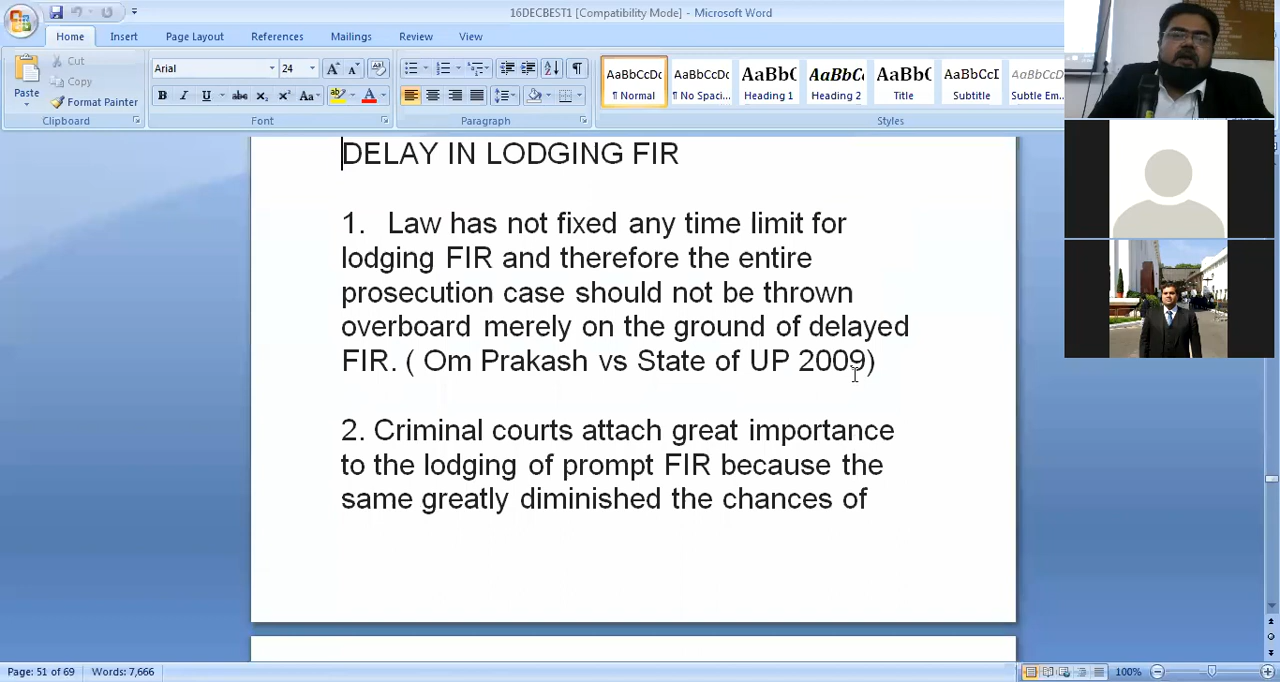 16DECBEST1 [Compatibility Mode] - Microsoft Word
Home Insert Page Layout References Mailings Review View
Paste
Cut
Copy
Format Painter
Clipboard
Arial 24
Font
Paragraph
AaBbCcDc AaBbCcDc AaBbC AaBbC AaBbC AaBbCcI AaBbCcD
¶ Normal ¶ No Spaci... Heading 1 Heading 2 Title Subtitle Subtle Em...
Styles
DELAY IN LODGING FIR
1. Law has not fixed any time limit for
lodging FIR and therefore the entire
prosecution case should not be thrown
overboard merely on the ground of delayed
FIR. ( Om Prakash vs State of UP 2009)
2. Criminal courts attach great importance
to the lodging of prompt FIR because the
same greatly diminished the chances of
Page: 51 of 69 Words: 7,666
100%